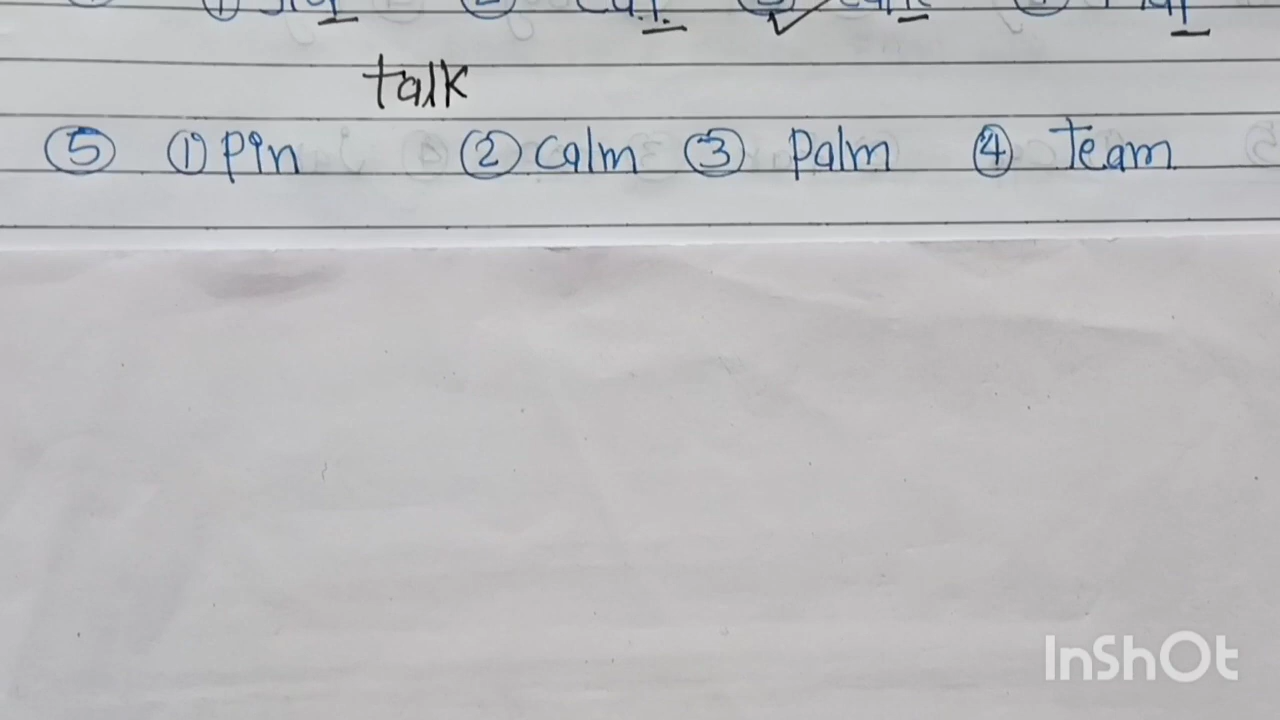 talk
⑤ ① Pin ② Calm ③ Palm ④ Team
InShOt